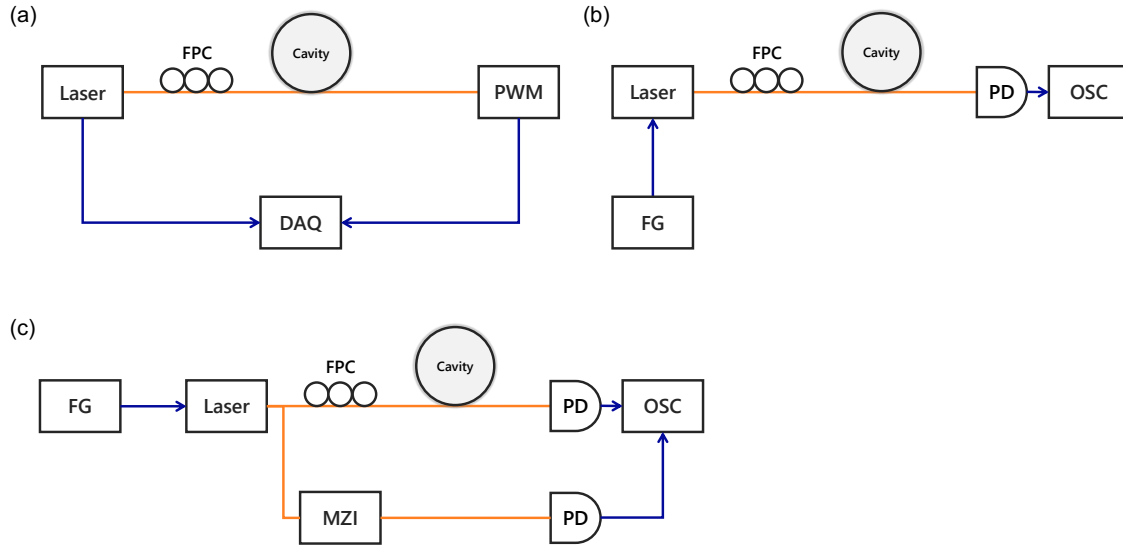 (a)
FPC
Cavity
Laser
PWM
DAQ
(b)
FPC
Cavity
Laser
PD
OSC
FG
(c)
FPC
Cavity
FG
Laser
PD
OSC
MZI
PD